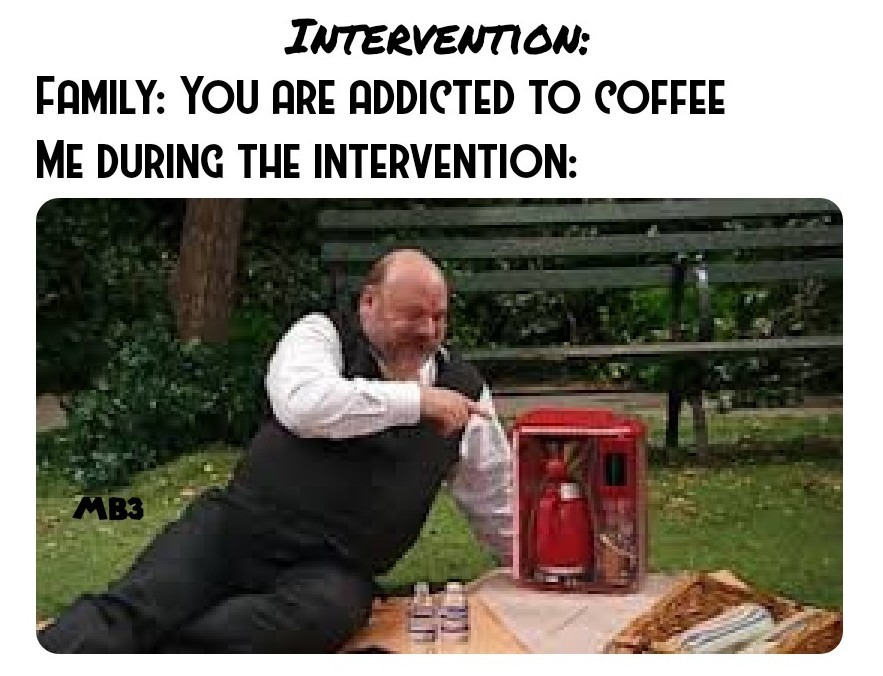 Intervention:
Family: You are addicted to coffee
Me during the intervention:
MB3